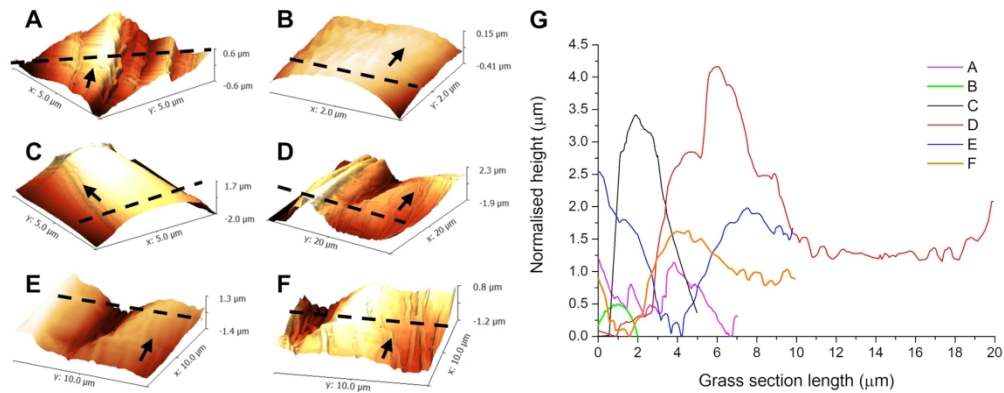 A
0.6 µm
-0.6 µm
x: 5.0 µm
y: 5.0 µm
B
0.15 µm
-0.41 µm
x: 2.0 µm
y: 2.0 µm
C
1.7 µm
-2.0 µm
y: 5.0 µm
x: 5.0 µm
D
2.3 µm
-1.9 µm
y: 20 µm
x: 20 µm
E
1.3 µm
-1.4 µm
y: 10.0 µm
x: 10.0 µm
F
0.8 µm
-1.2 µm
y: 10.0 µm
x: 10.0 µm
G
Normalised height (µm)
4.5
4.0
3.5
3.0
2.5
2.0
1.5
1.0
0.5
0.0
A
B
C
D
E
F
0 2 4 6 8 10 12 14 16 18 20
Grass section length (µm)